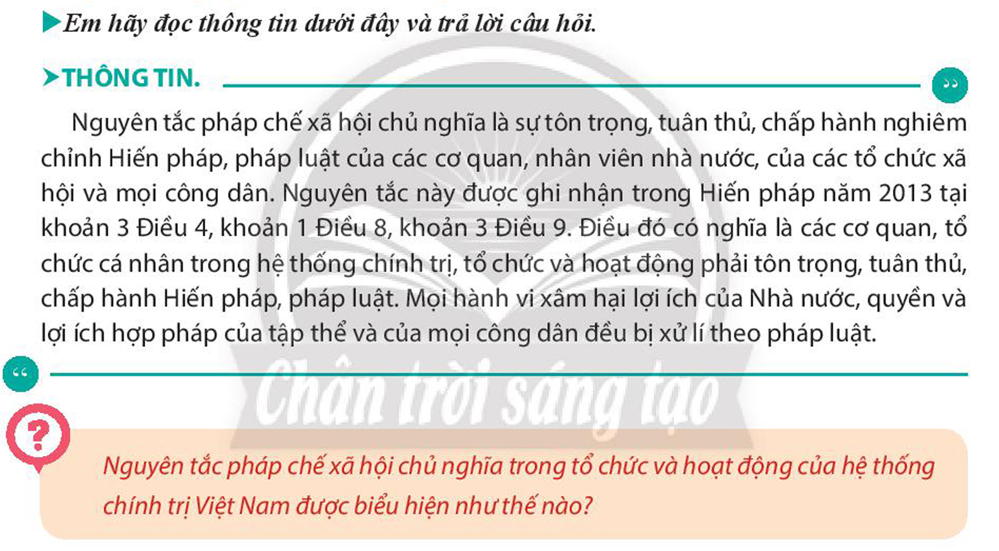 Em hãy đọc thông tin dưới đây và trả lời câu hỏi.
THÔNG TIN.
Nguyên tắc pháp chế xã hội chủ nghĩa là sự tôn trọng, tuân thủ, chấp hành nghiêm
chỉnh Hiến pháp, pháp luật của các cơ quan, nhân viên nhà nước, của các tổ chức xã
hội và mọi công dân. Nguyên tắc này được ghi nhận trong Hiến pháp năm 2013 tại
khoản 3 Điều 4, khoản 1 Điều 8, khoản 3 Điều 9. Điều đó có nghĩa là các cơ quan, tổ
chức cá nhân trong hệ thống chính trị, tổ chức và hoạt động phải tôn trọng, tuân thủ,
chấp hành Hiến pháp, pháp luật. Mọi hành vi xâm hại lợi ích của Nhà nước, quyền và
lợi ích hợp pháp của tập thể và của mọi công dân đều bị xử lí theo pháp luật.
Chân trời sáng tạo
?
Nguyên tắc pháp chế xã hội chủ nghĩa trong tổ chức và hoạt động của hệ thống
chính trị Việt Nam được biểu hiện như thế nào?